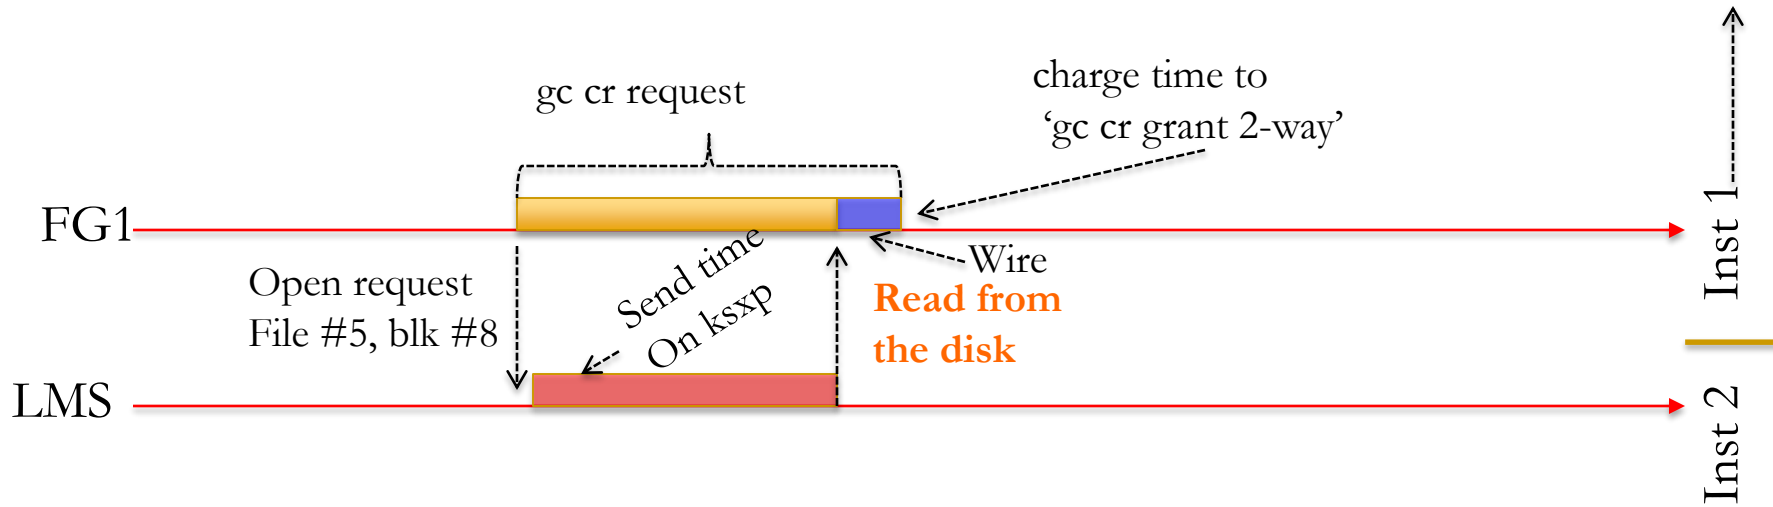 gc cr request
charge time to
‘gc cr grant 2-way’
FG1
Inst 1
Open request
File #5, blk #8
Send time
On ksxp
Wire
Read from
the disk
LMS
Inst 2